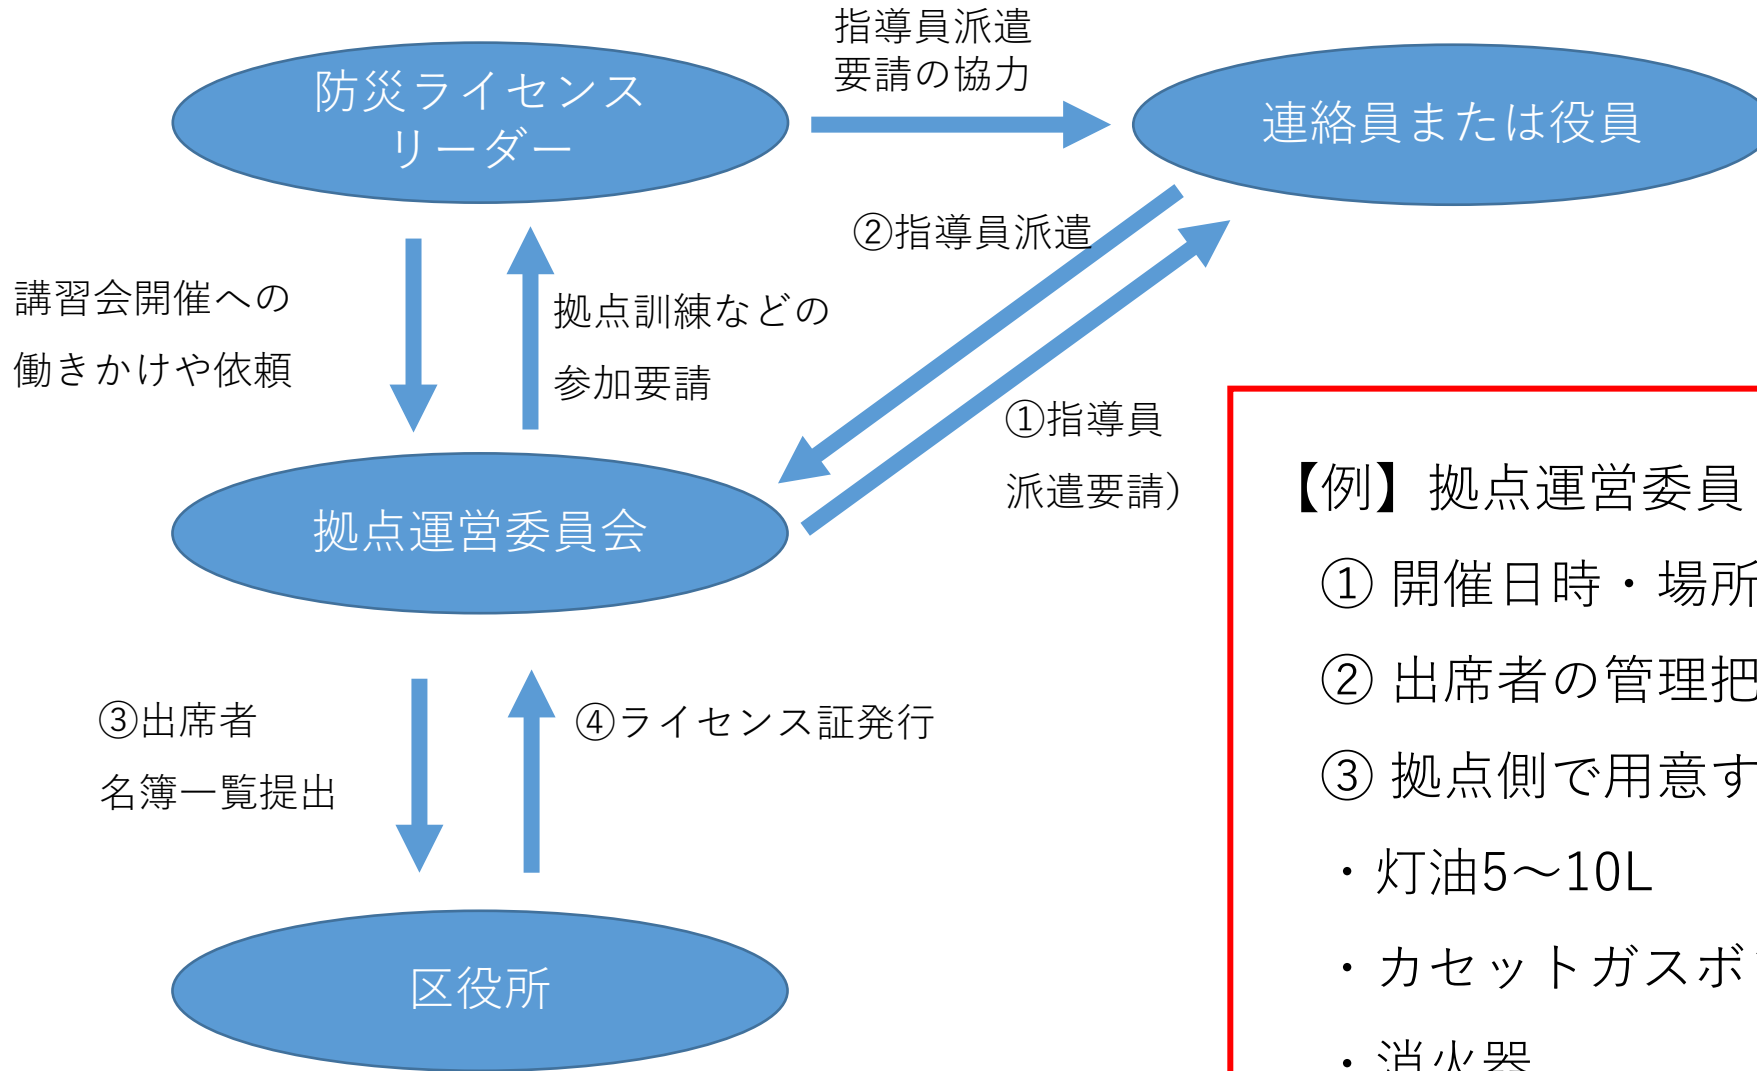 指導員派遣
要請の協力
防災ライセンス
リーダー
連絡員または役員
②指導員派遣
講習会開催への
働きかけや依頼
拠点訓練などの
参加要請
①指導員
派遣要請）
拠点運営委員会
③出席者
名簿一覧提出
④ライセンス証発行
区役所
【例】拠点運営委員
① 開催日時・場所
② 出席者の管理把
③ 拠点側で用意す
・灯油5～10L
・カセットガスボ
・消火器